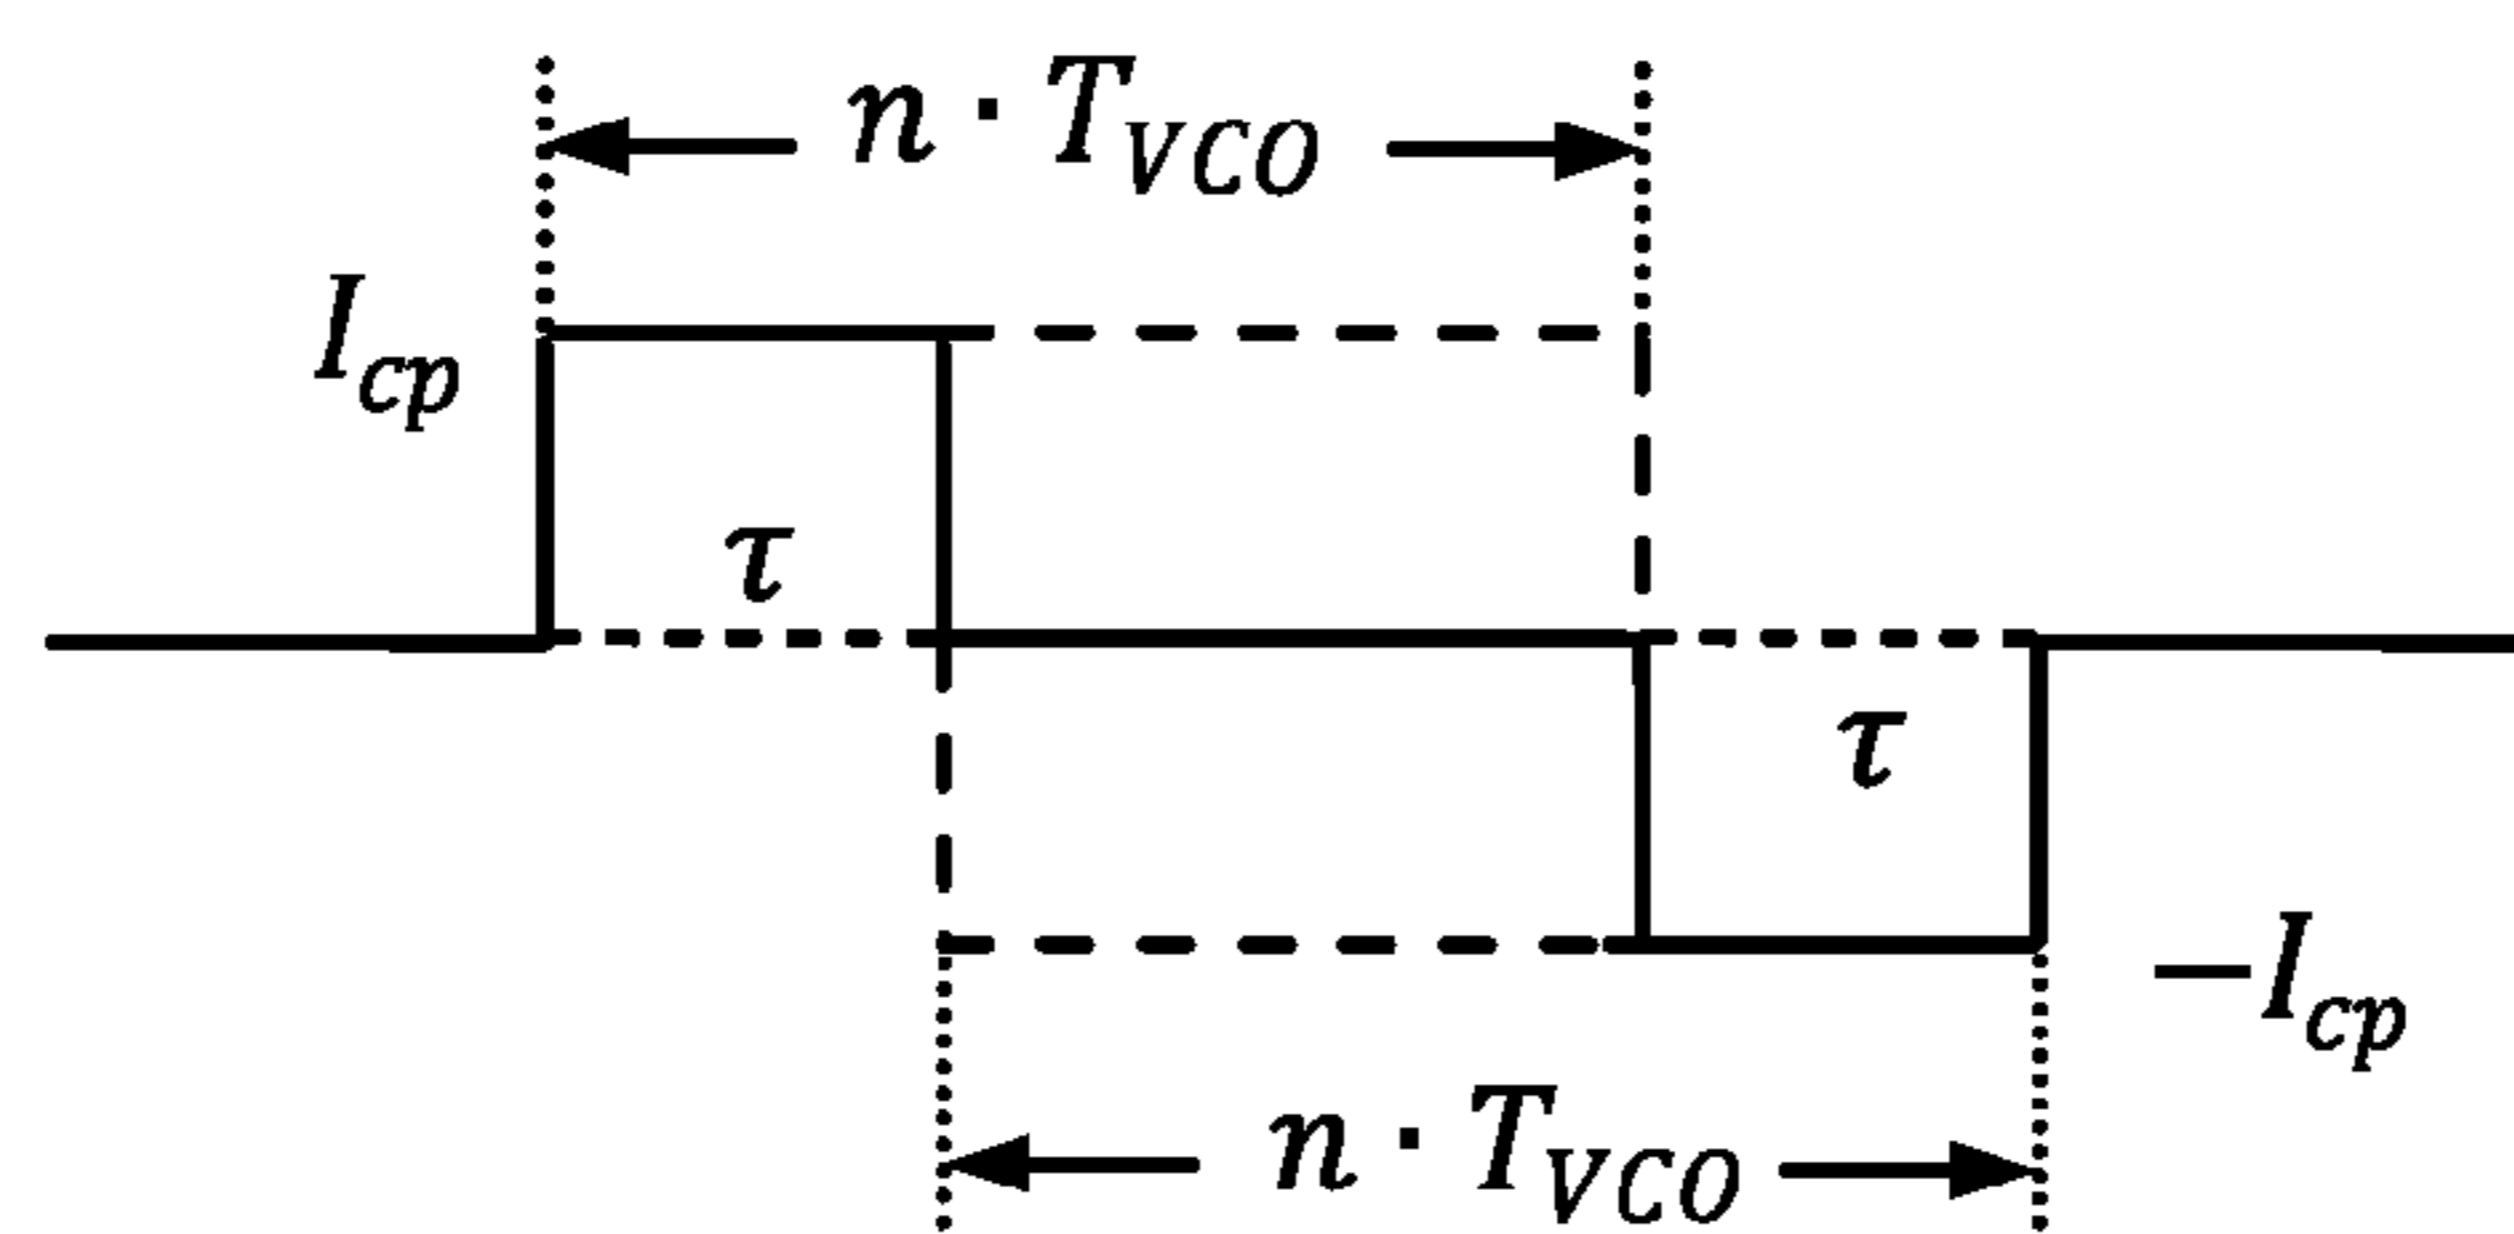 n · T_VCO
I_cp
τ
τ
−I_cp
n · T_VCO